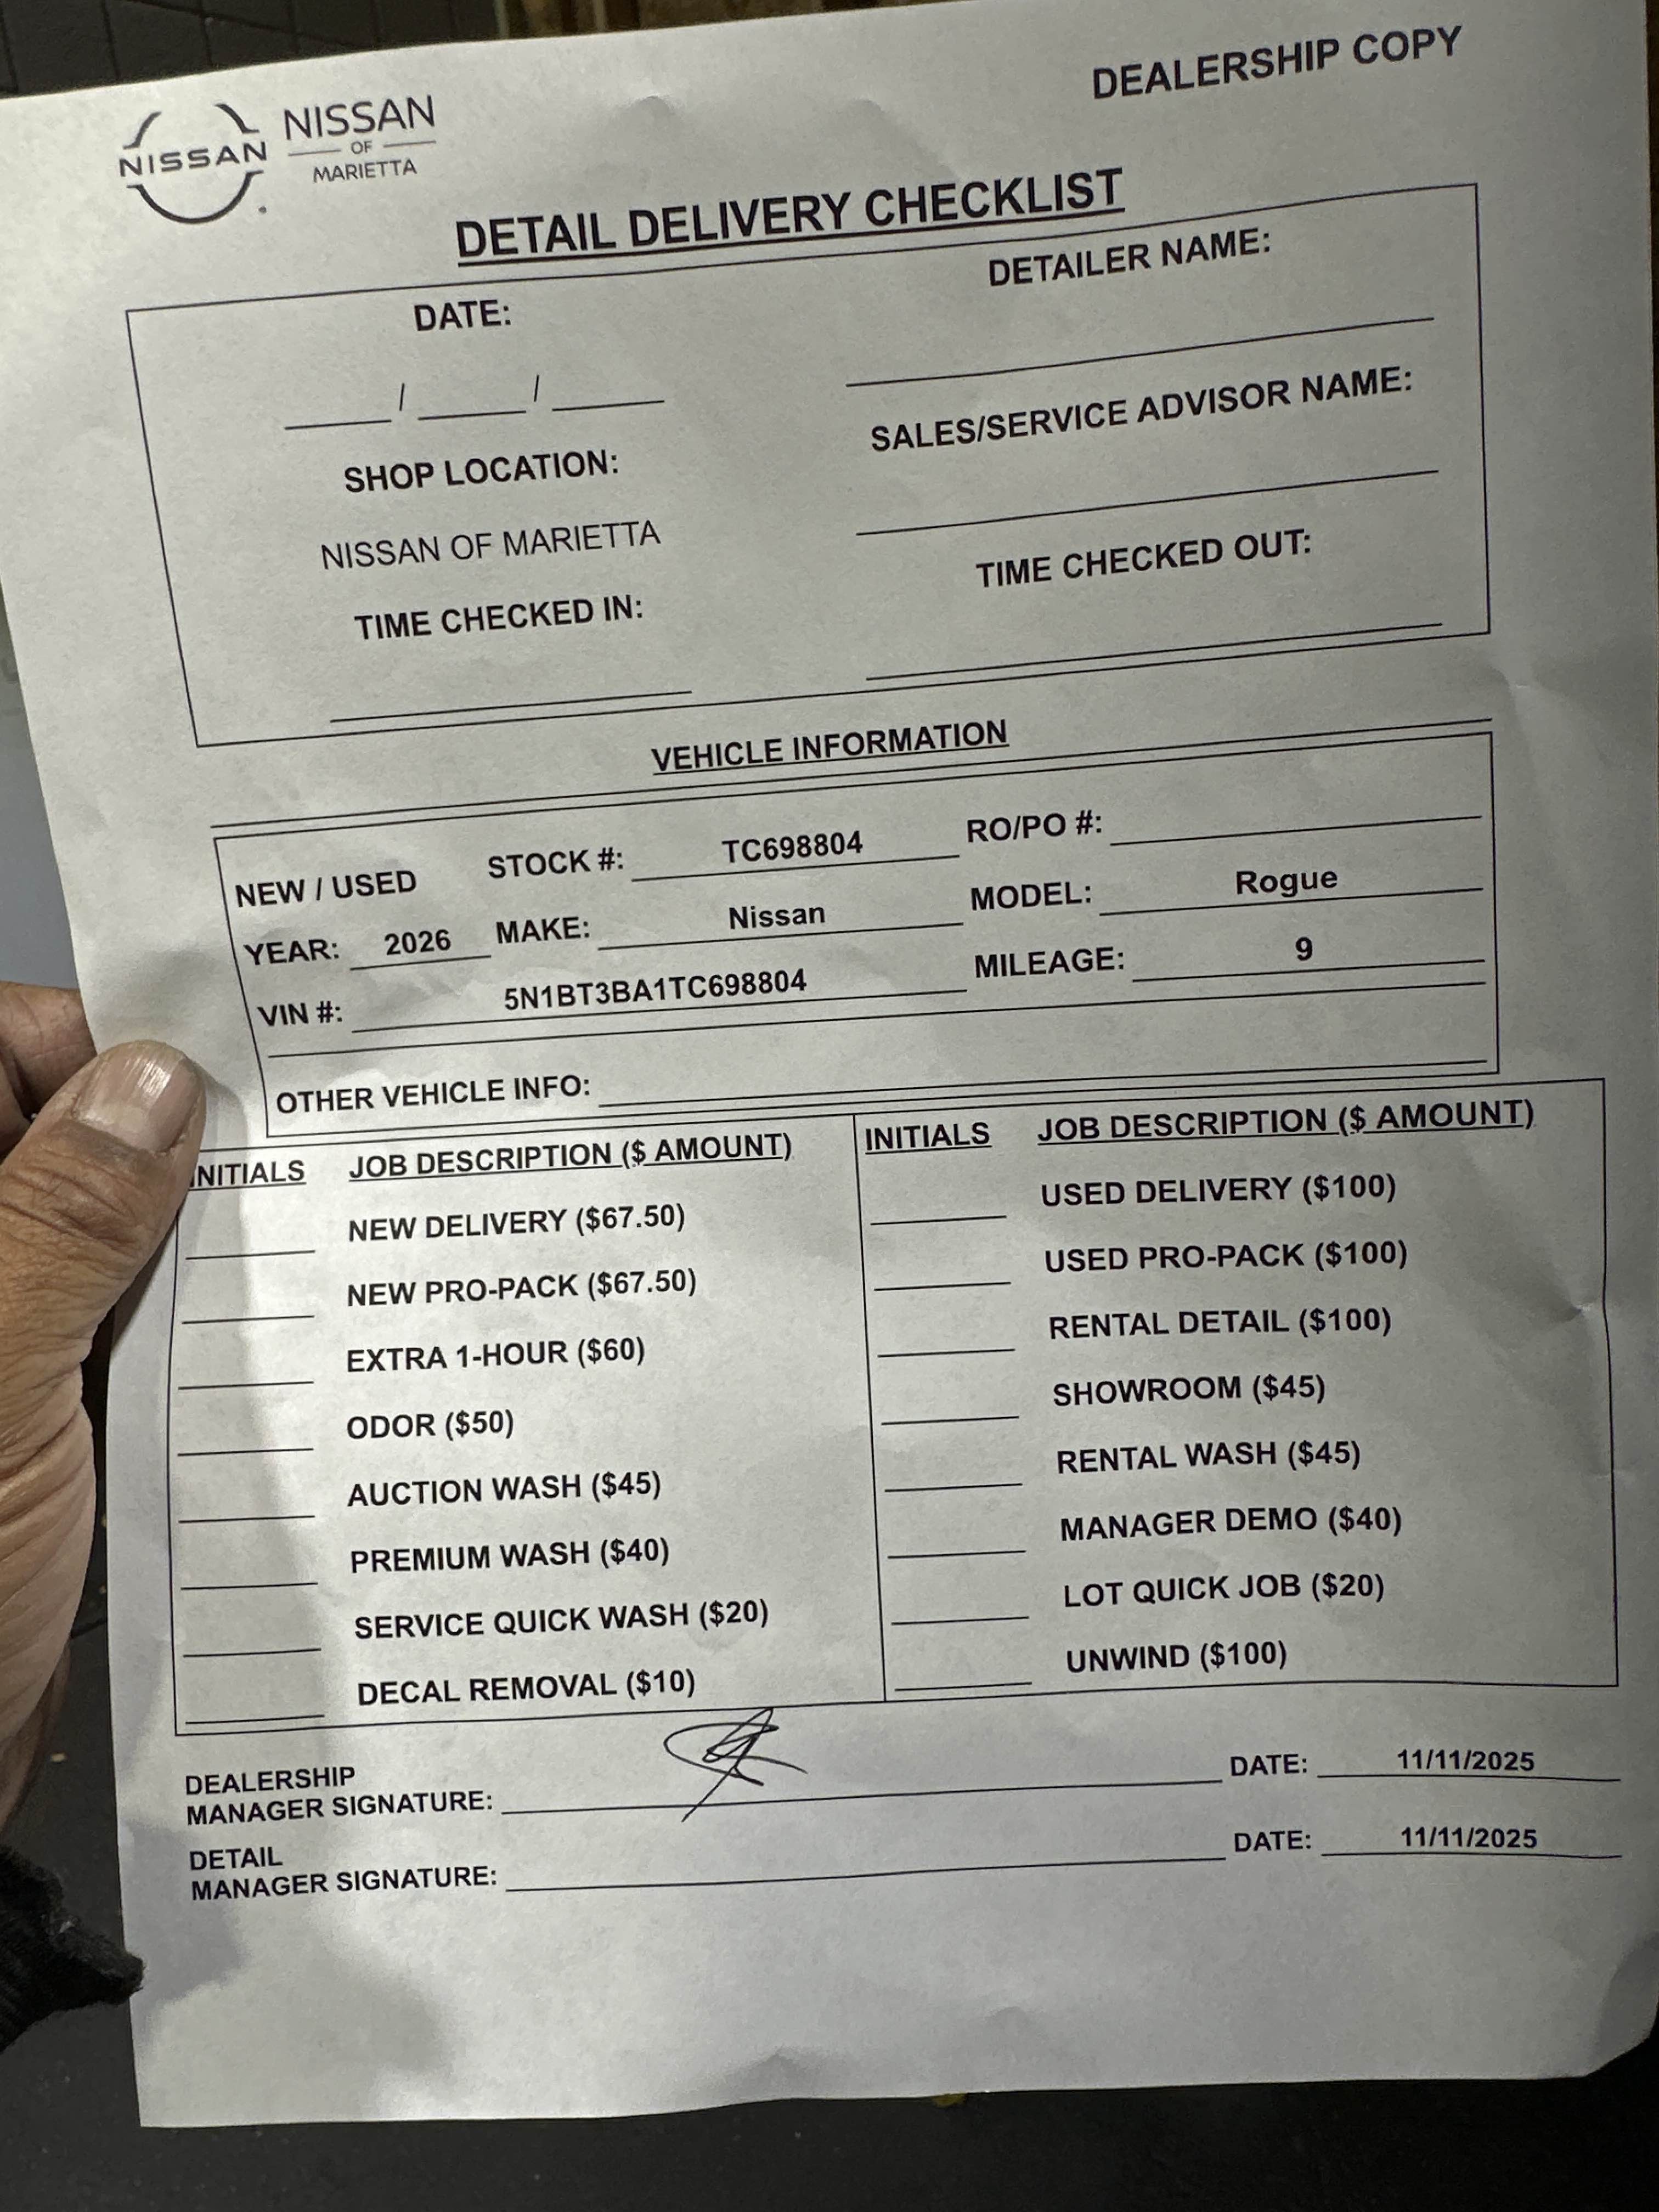 DEALERSHIP COPY
NISSAN
NISSAN
OF
MARIETTA
DETAIL DELIVERY CHECKLIST
DATE:
DETAILER NAME:
____/____/____
SHOP LOCATION:
SALES/SERVICE ADVISOR NAME:
NISSAN OF MARIETTA
TIME CHECKED IN:
TIME CHECKED OUT:
VEHICLE INFORMATION
NEW / USED STOCK #: TC698804 RO/PO #:
YEAR: 2026 MAKE: Nissan MODEL: Rogue
VIN #: 5N1BT3BA1TC698804 MILEAGE: 9
OTHER VEHICLE INFO:
INITIALS JOB DESCRIPTION ($ AMOUNT) INITIALS JOB DESCRIPTION ($ AMOUNT)
NEW DELIVERY ($67.50) USED DELIVERY ($100)
NEW PRO-PACK ($67.50) USED PRO-PACK ($100)
EXTRA 1-HOUR ($60) RENTAL DETAIL ($100)
ODOR ($50) SHOWROOM ($45)
AUCTION WASH ($45) RENTAL WASH ($45)
PREMIUM WASH ($40) MANAGER DEMO ($40)
SERVICE QUICK WASH ($20) LOT QUICK JOB ($20)
DECAL REMOVAL ($10) UNWIND ($100)
DEALERSHIP
MANAGER SIGNATURE: DATE: 11/11/2025
DETAIL
MANAGER SIGNATURE: DATE: 11/11/2025